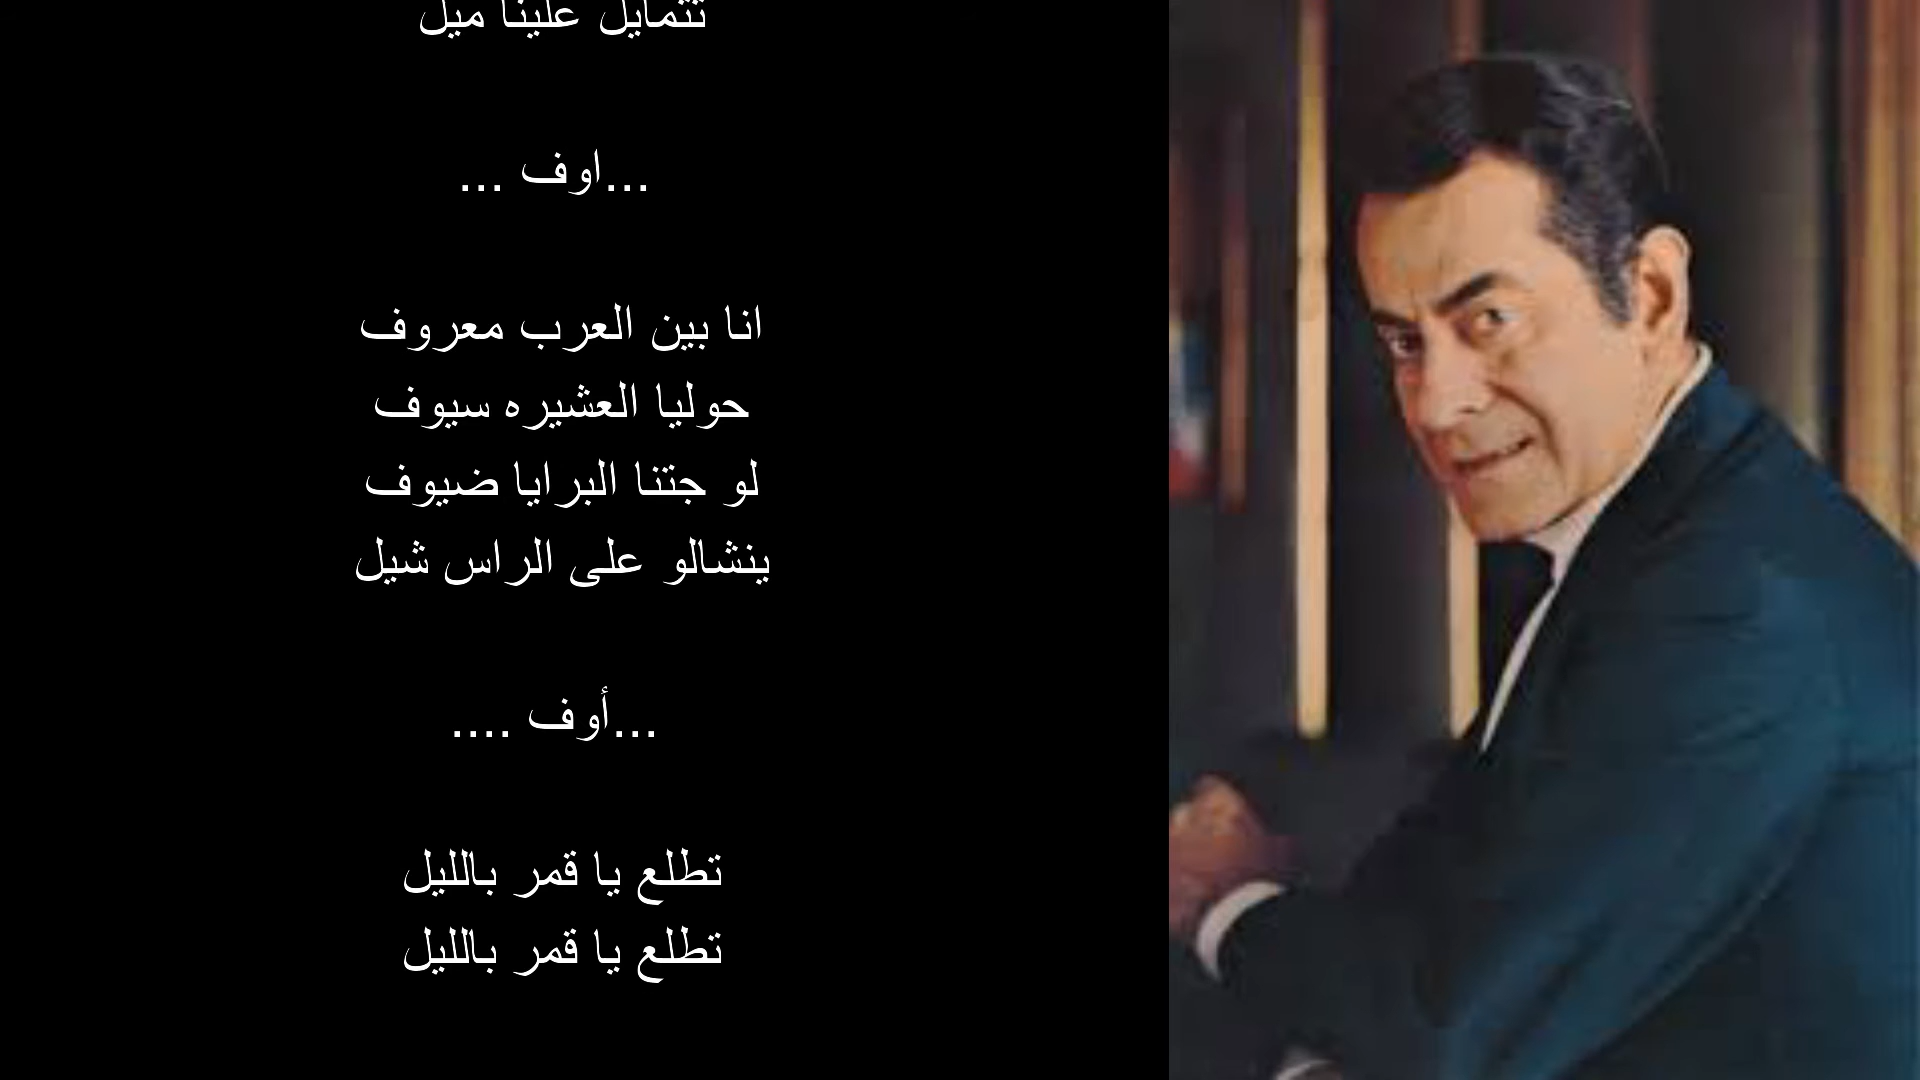 تتمايل علينا ميل
...اوف ...
انا بين العرب معروف
حوليا العشيره سيوف
لو جتتنا البرايا ضيوف
ينشالو على الراس شيل
...أوف ....
تطلع يا قمر بالليل
تطلع يا قمر بالليل